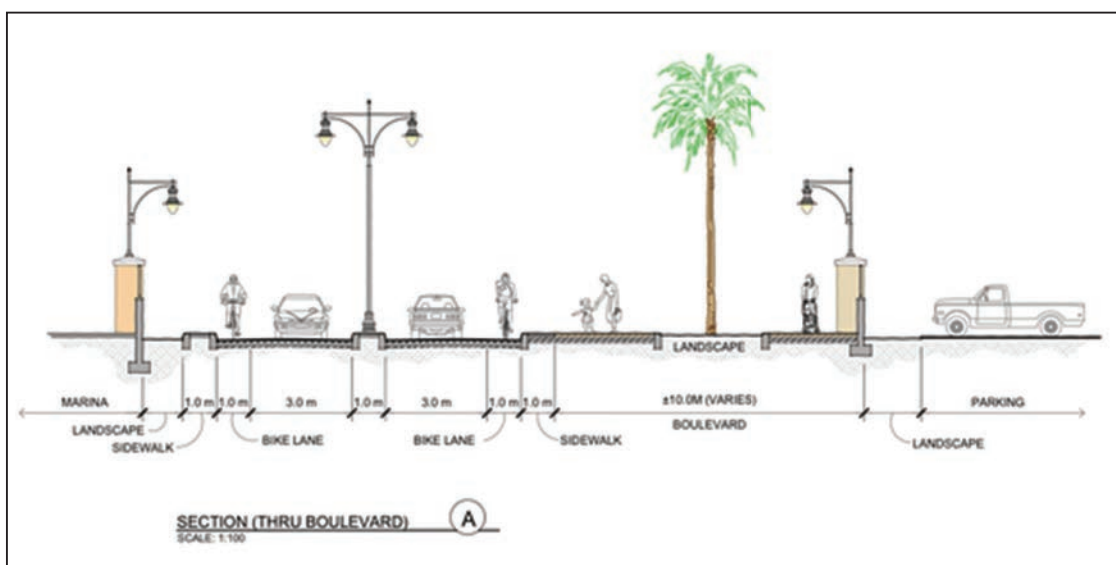 LANDSCAPE
MARINA
1.0 m
1.0 m
3.0 m
1.0 m
3.0 m
1.0 m
1.0 m
±10.0M (VARIES)
PARKING
LANDSCAPE
SIDEWALK
BIKE LANE
BIKE LANE
SIDEWALK
BOULEVARD
LANDSCAPE
SECTION (THRU BOULEVARD)
A
SCALE: 1:100